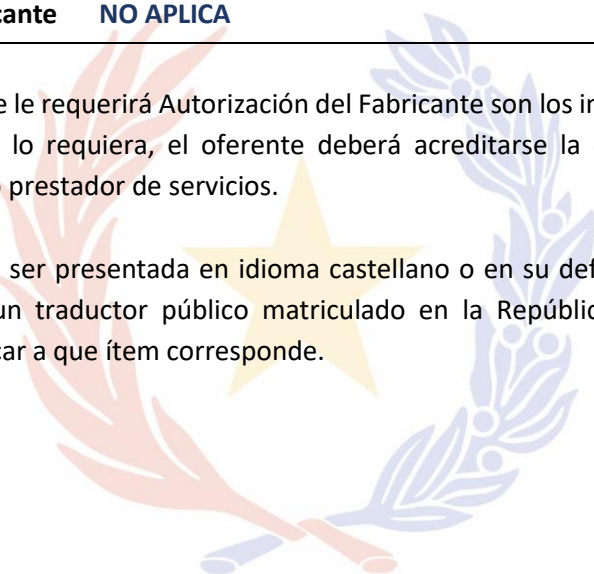 cante NO APLICA
e le requerirá Autorización del Fabricante son los in
lo requiera, el oferente deberá acreditarse la
prestador de servicios.
ser presentada en idioma castellano o en su def
un traductor público matriculado en la Repúblic
car a que ítem corresponde.